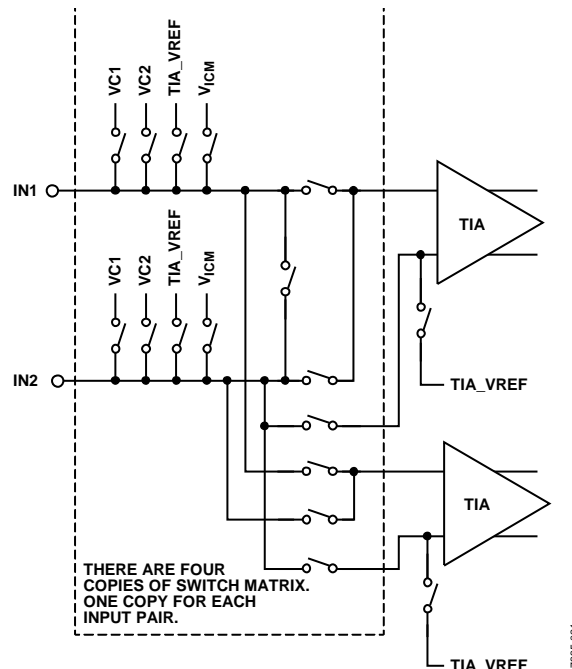 VC1
VC2
TIA_VREF
VICM
IN1
TIA
VC1
VC2
TIA_VREF
VICM
IN2
TIA_VREF
TIA
THERE ARE FOUR
COPIES OF SWITCH MATRIX.
ONE COPY FOR EACH
INPUT PAIR.
TIA_VREF